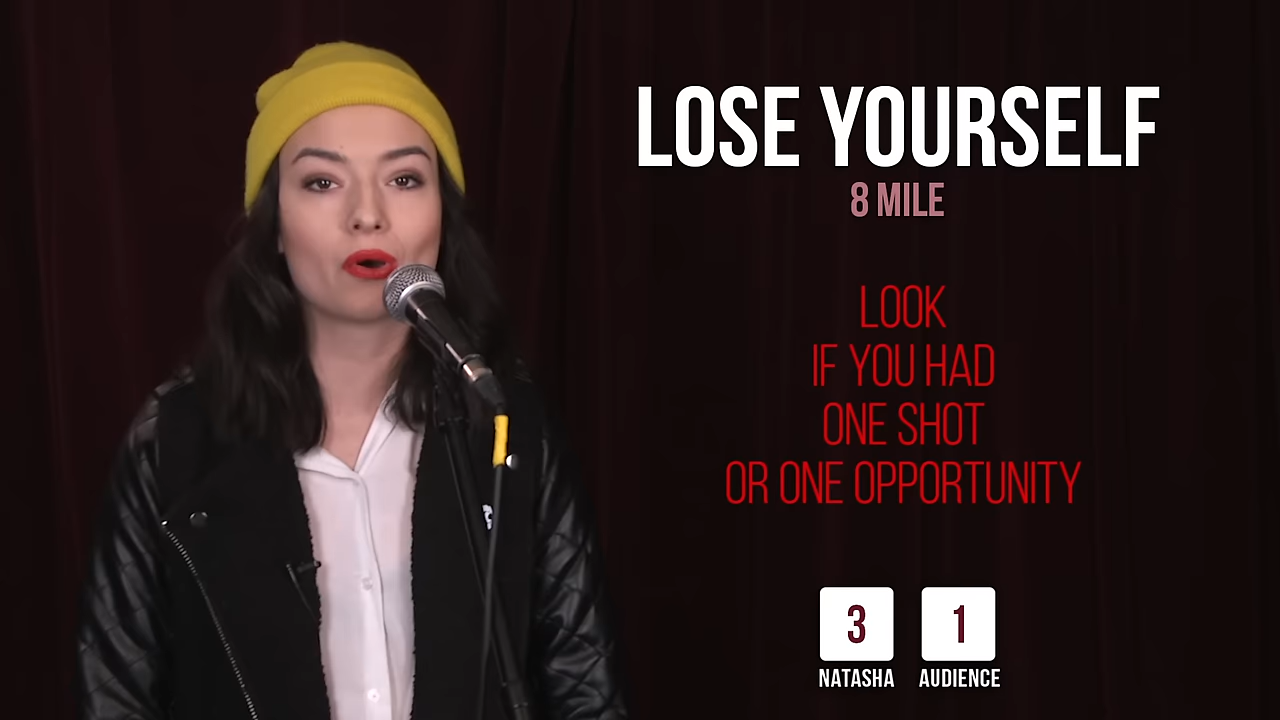 LOSE YOURSELF
8 MILE
LOOK
IF YOU HAD
ONE SHOT
OR ONE OPPORTUNITY
3 1
NATASHA AUDIENCE